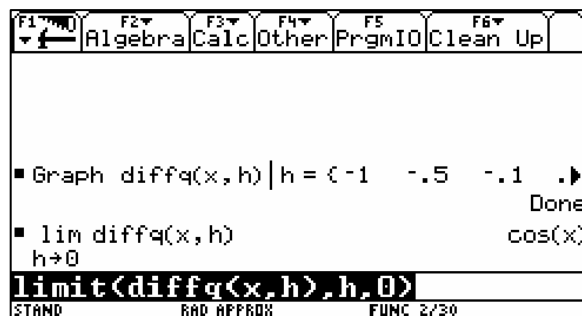 F1 F2 F3 F4 F5 F6
Algebra Calc Other PrgmIO Clean Up
Graph diffq(x,h)|h = {-1 -.5 -.1 .
Done
lim diffq(x,h) cos(x)
h→0
limit(diffq(x,h),h,0)
STAND RAD APPROX FUNC 2/30